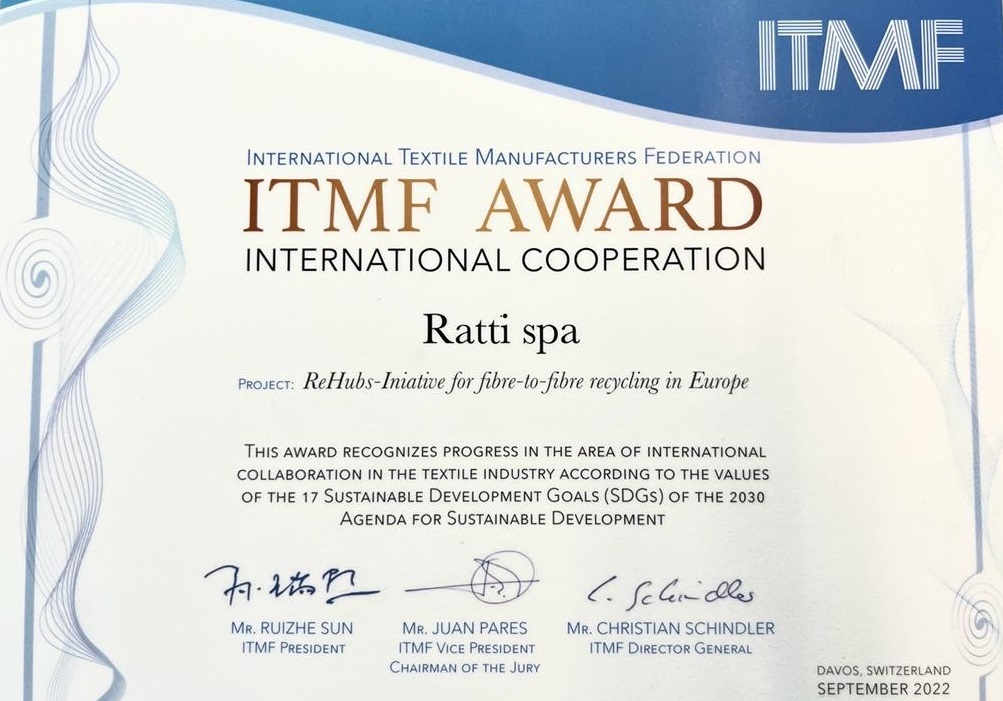 ITMF
INTERNATIONAL TEXTILE MANUFACTURERS FEDERATION
ITMF AWARD
INTERNATIONAL COOPERATION
Ratti spa
PROJECT: ReHubs-Iniative for fibre-to-fibre recycling in Europe
THIS AWARD RECOGNIZES PROGRESS IN THE AREA OF INTERNATIONAL
COLLABORATION IN THE TEXTILE INDUSTRY ACCORDING TO THE VALUES
OF THE 17 SUSTAINABLE DEVELOPMENT GOALS (SDGS) OF THE 2030
AGENDA FOR SUSTAINABLE DEVELOPMENT
C. Schindler
MR. RUIZHE SUN MR. JUAN PARES MR. CHRISTIAN SCHINDLER
ITMF PRESIDENT ITMF VICE PRESIDENT ITMF DIRECTOR GENERAL
CHAIRMAN OF THE JURY
DAVOS, SWITZERLAND
SEPTEMBER 2022